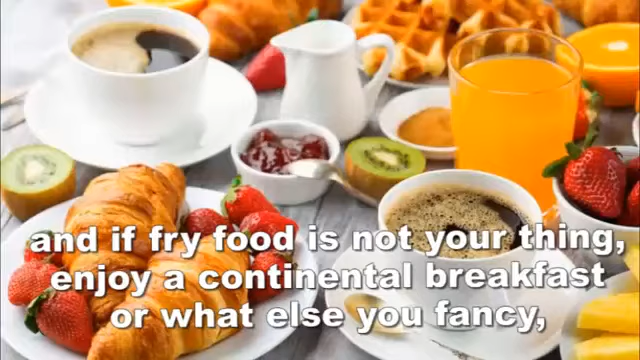 and if fry food is not your thing,
enjoy a continental breakfast
or what else you fancy,